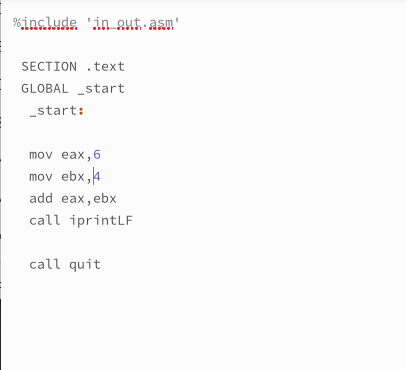 %include 'in_out.asm'
SECTION .text
GLOBAL _start
_start:
mov eax,6
mov ebx,4
add eax,ebx
call iprintLF
call quit